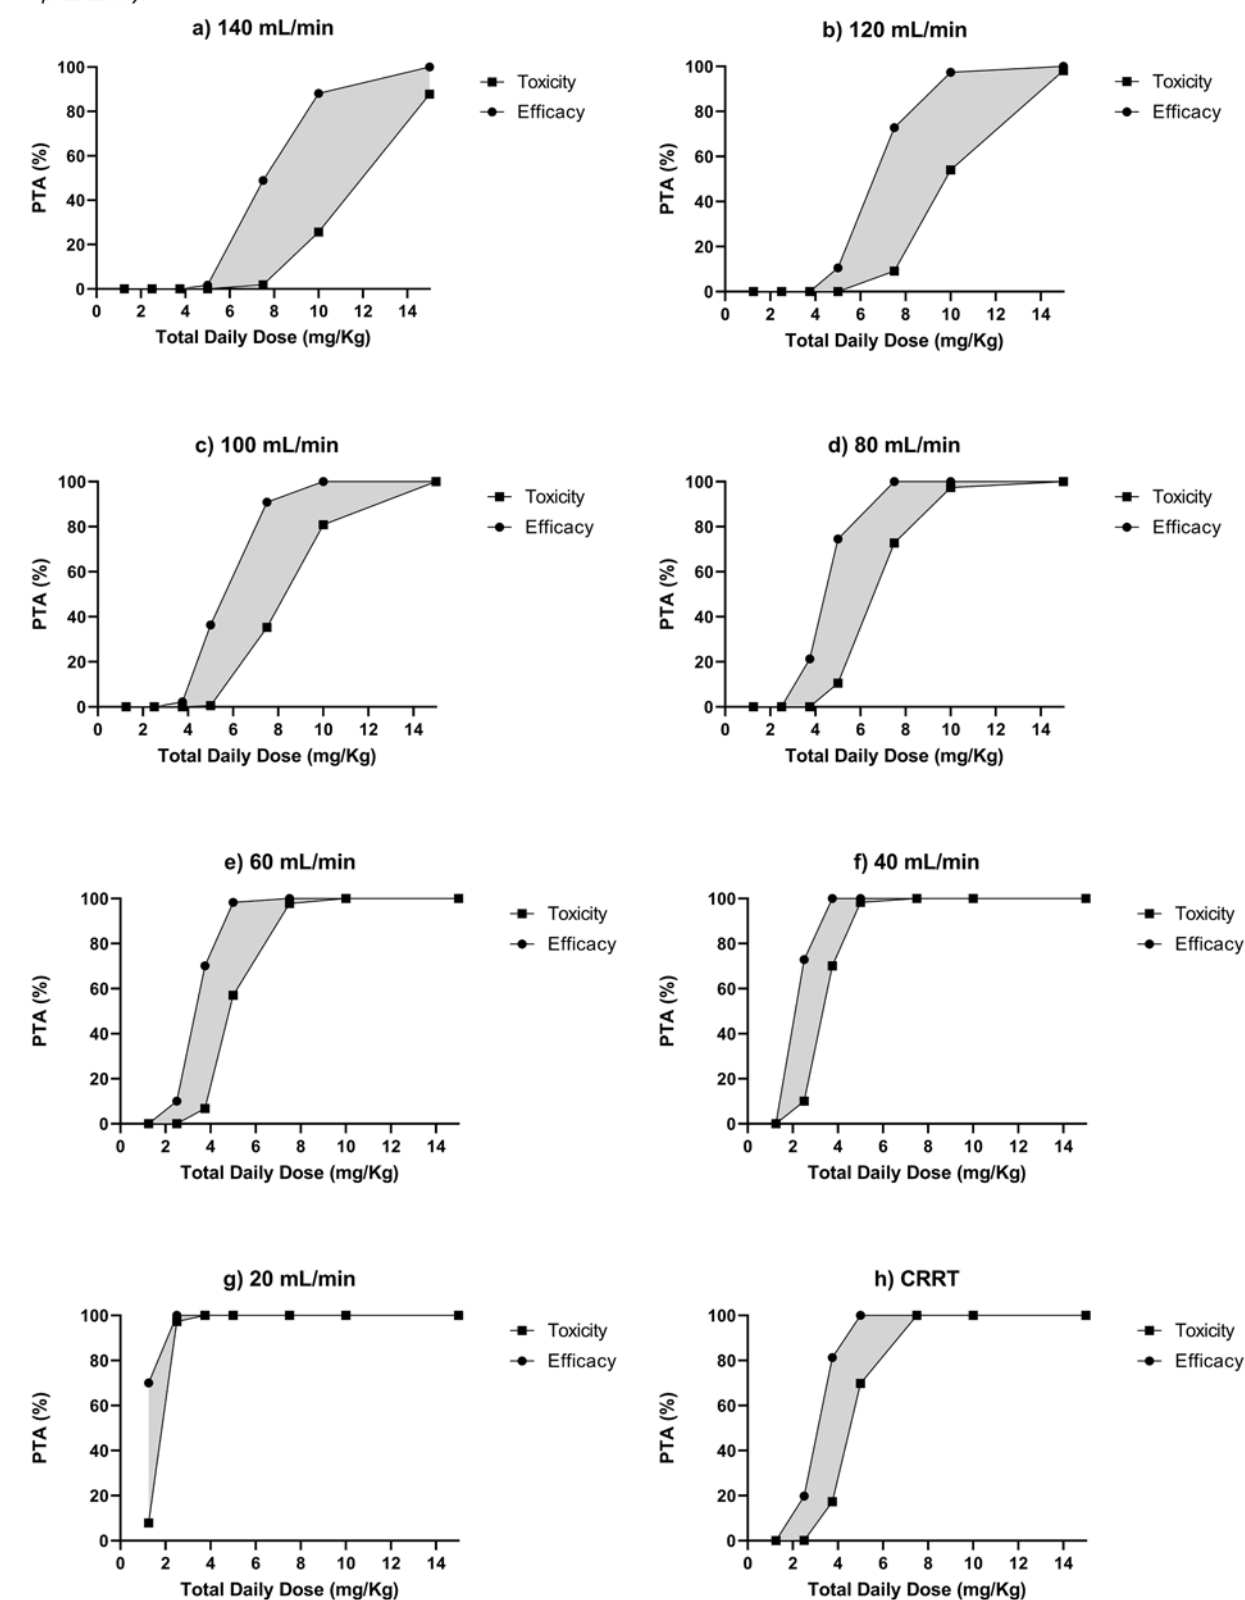 a) 140 mL/min
100
80
60
40
20
0
PTA (%)
0 2 4 6 8 10 12 14
Total Daily Dose (mg/Kg)
Toxicity
Efficacy
b) 120 mL/min
100
80
60
40
20
0
PTA (%)
0 2 4 6 8 10 12 14
Total Daily Dose (mg/Kg)
Toxicity
Efficacy
c) 100 mL/min
100
80
60
40
20
0
PTA (%)
0 2 4 6 8 10 12 14
Total Daily Dose (mg/Kg)
Toxicity
Efficacy
d) 80 mL/min
100
80
60
40
20
0
PTA (%)
0 2 4 6 8 10 12 14
Total Daily Dose (mg/Kg)
Toxicity
Efficacy
e) 60 mL/min
100
80
60
40
20
0
PTA (%)
0 2 4 6 8 10 12 14
Total Daily Dose (mg/Kg)
Toxicity
Efficacy
f) 40 mL/min
100
80
60
40
20
0
PTA (%)
0 2 4 6 8 10 12 14
Total Daily Dose (mg/Kg)
Toxicity
Efficacy
g) 20 mL/min
100
80
60
40
20
0
PTA (%)
0 2 4 6 8 10 12 14
Total Daily Dose (mg/Kg)
Toxicity
Efficacy
h) CRRT
100
80
60
40
20
0
PTA (%)
0 2 4 6 8 10 12 14
Total Daily Dose (mg/Kg)
Toxicity
Efficacy